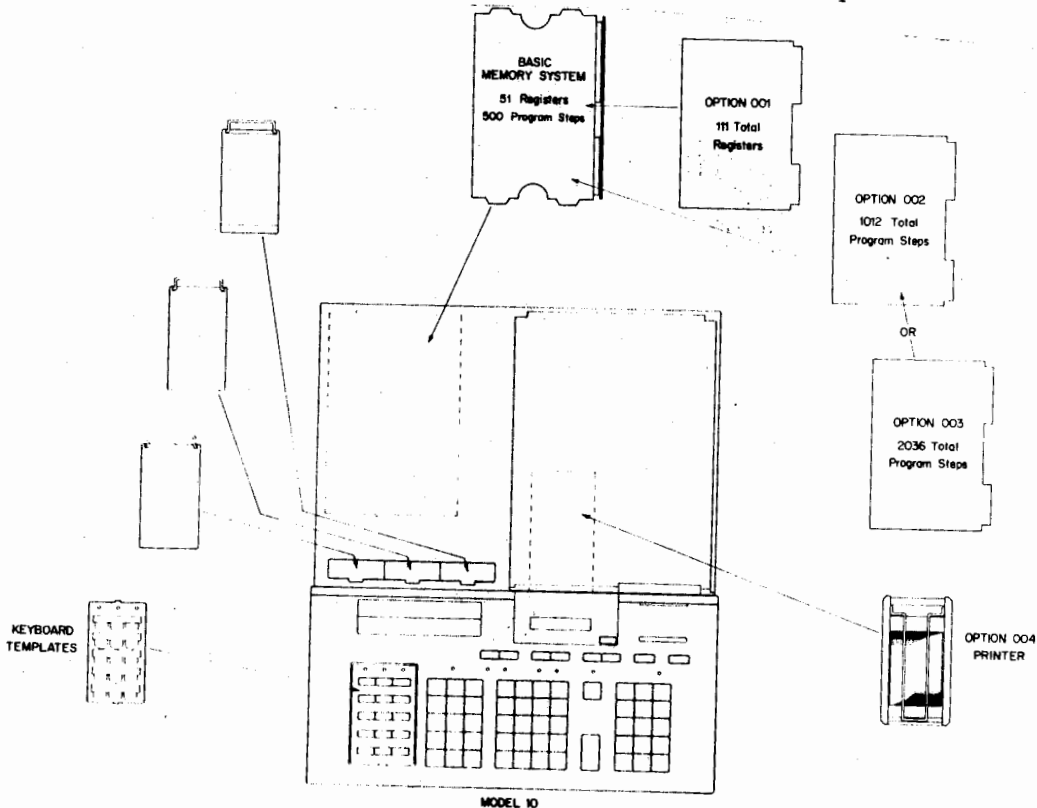 BASIC
MEMORY SYSTEM
51 Registers
500 Program Steps
OPTION 001
111 Total
Registers
OPTION 002
1012 Total
Program Steps
OR
OPTION 003
2036 Total
Program Steps
KEYBOARD
TEMPLATES
OPTION 004
PRINTER
MODEL 10